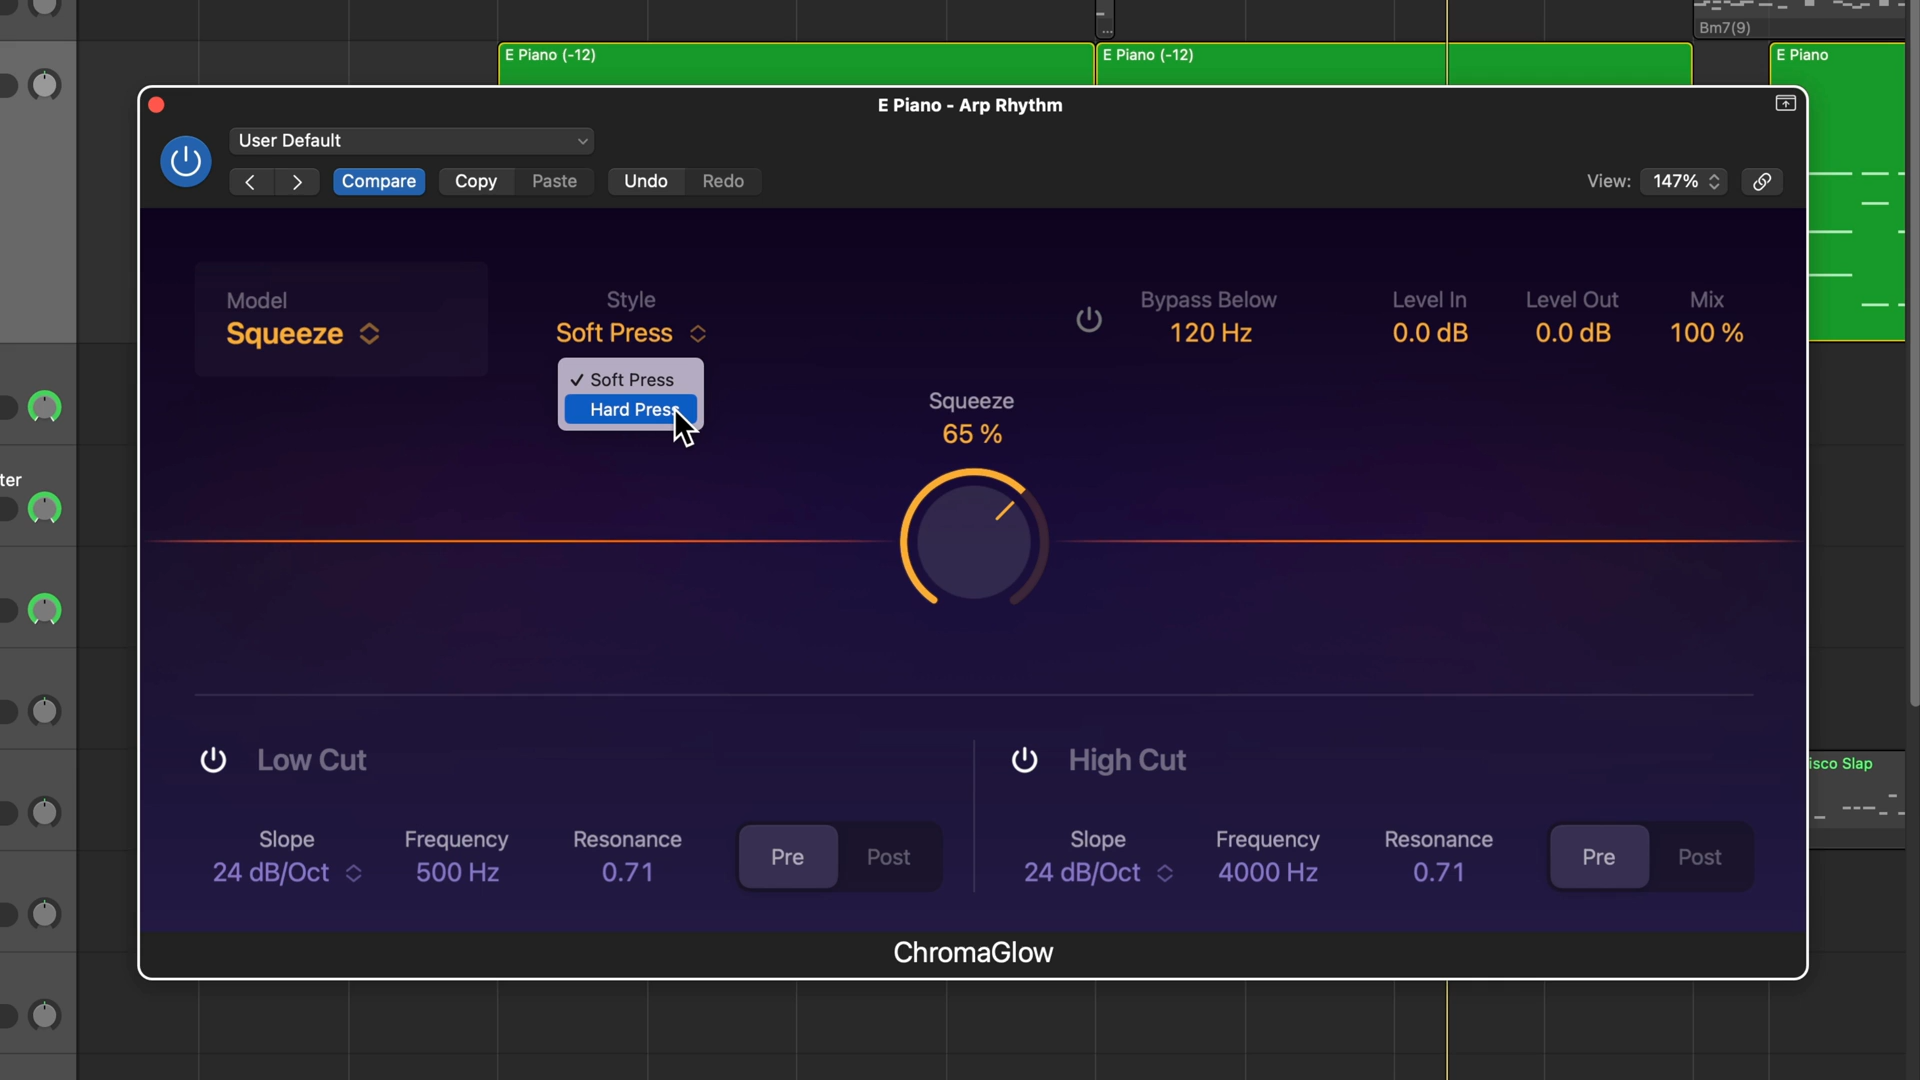 Bm7(9)
E Piano (-12)
E Piano (-12)
E Piano
E Piano - Arp Rhythm
User Default
Compare
Copy
Paste
Undo
Redo
View:
147%
Model
Squeeze
Style
Soft Press
✓ Soft Press
Hard Press
Bypass Below
120 Hz
Level In
0.0 dB
Level Out
0.0 dB
Mix
100 %
Squeeze
65 %
ter
Low Cut
High Cut
isco Slap
Slope
24 dB/Oct
Frequency
500 Hz
Resonance
0.71
Pre
Post
Slope
24 dB/Oct
Frequency
4000 Hz
Resonance
0.71
Pre
Post
ChromaGlow